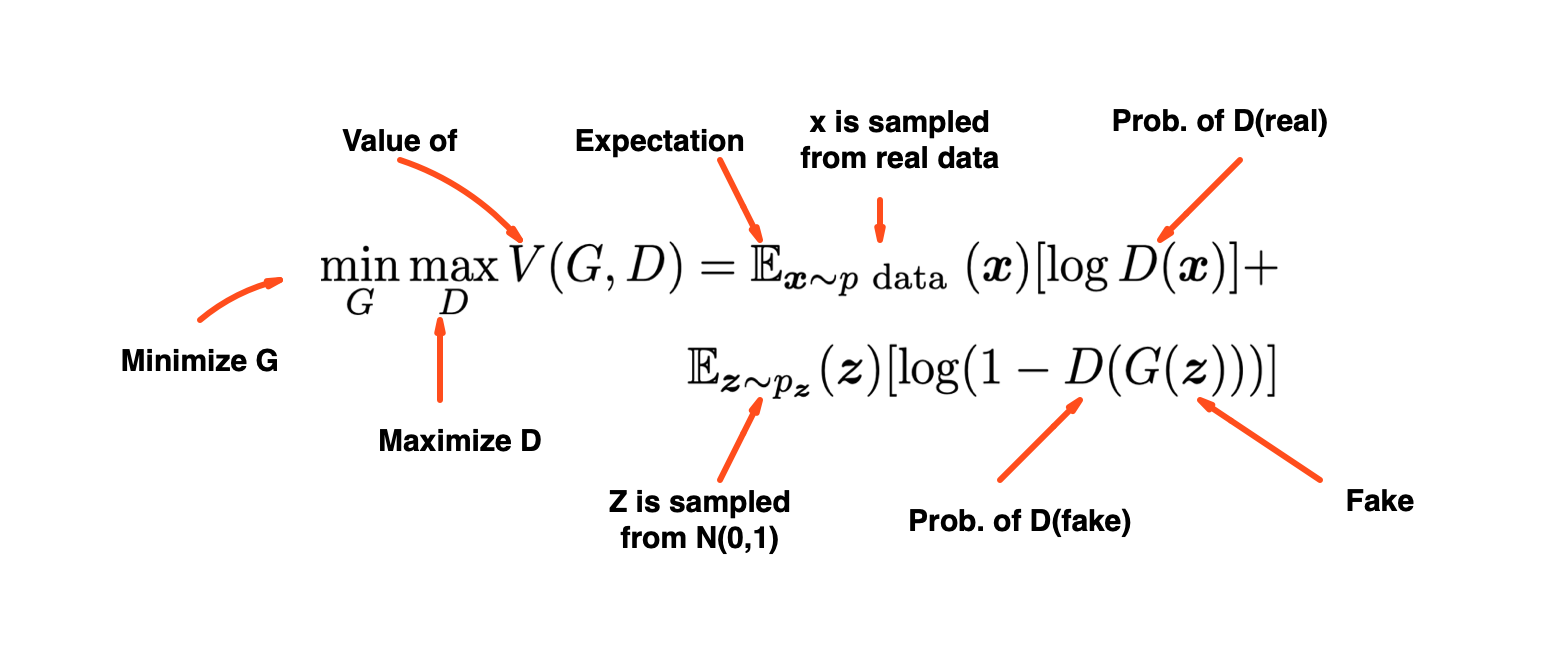 Value of
Expectation
x is sampled
from real data
Prob. of D(real)
min max V(G, D) = 𝔼x∼p data (x)[log D(x)]+
G D
Minimize G
𝔼z∼pz (z)[log(1 − D(G(z)))]
Maximize D
Z is sampled
from N(0,1)
Prob. of D(fake)
Fake